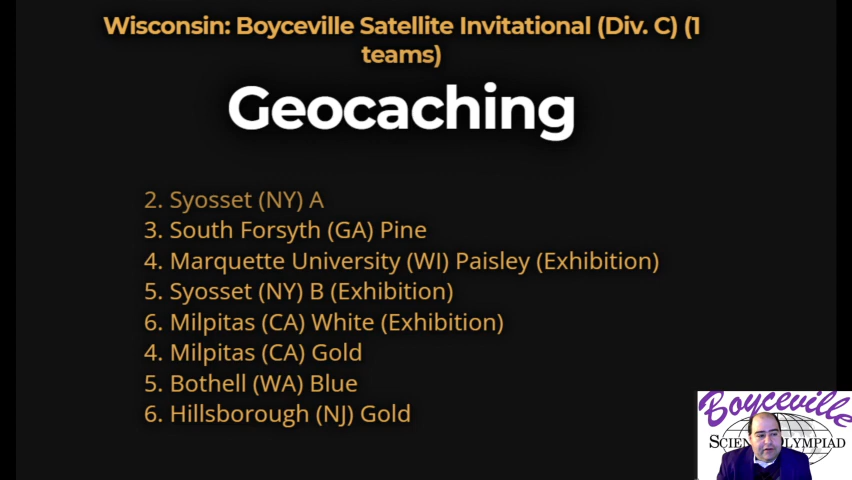 Wisconsin: Boyceville Satellite Invitational (Div. C) (1
teams)
Geocaching
2. Syosset (NY) A
3. South Forsyth (GA) Pine
4. Marquette University (WI) Paisley (Exhibition)
5. Syosset (NY) B (Exhibition)
6. Milpitas (CA) White (Exhibition)
4. Milpitas (CA) Gold
5. Bothell (WA) Blue
6. Hillsborough (NJ) Gold
Boyceville